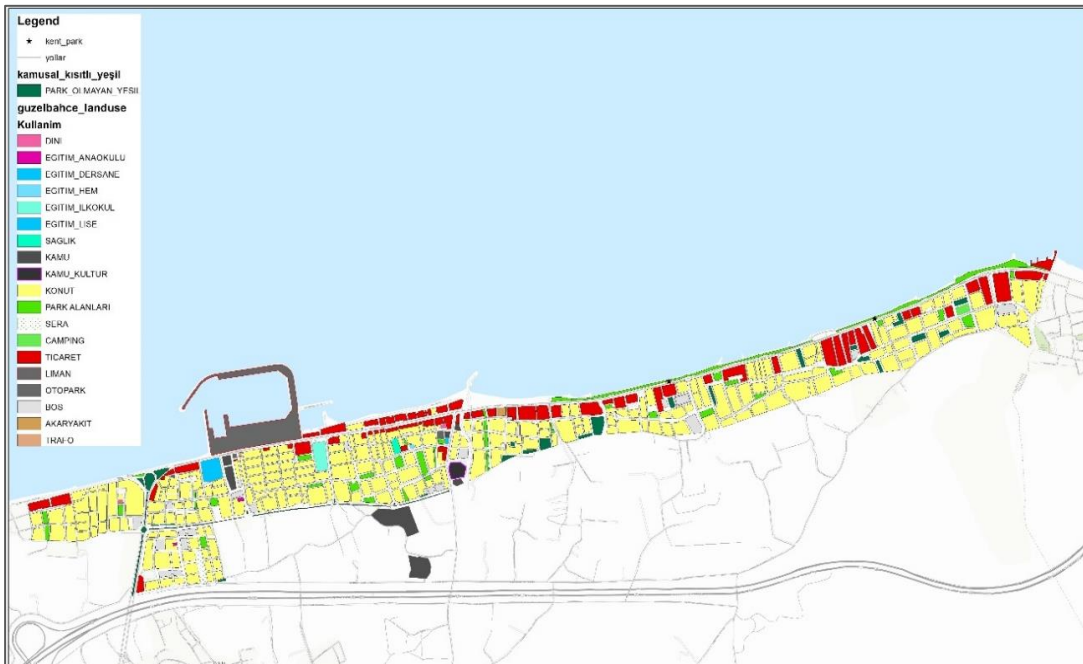 Legend
kent_park
yollar
kamusal_kısıtlı_yeşil
PARK_OLMAYAN_YESIL
guzelbahce_landuse
Kullanim
DINI
EGITIM_ANAOKULU
EGITIM_DERSANE
EGITIM_HEM
EGITIM_ILKOKUL
EGITIM_LISE
SAGLIK
KAMU
KAMU_KULTUR
KONUT
PARK ALANLARI
SERA
CAMPING
TICARET
LIMAN
OTOPARK
BOS
AKARYAKIT
TRAFO